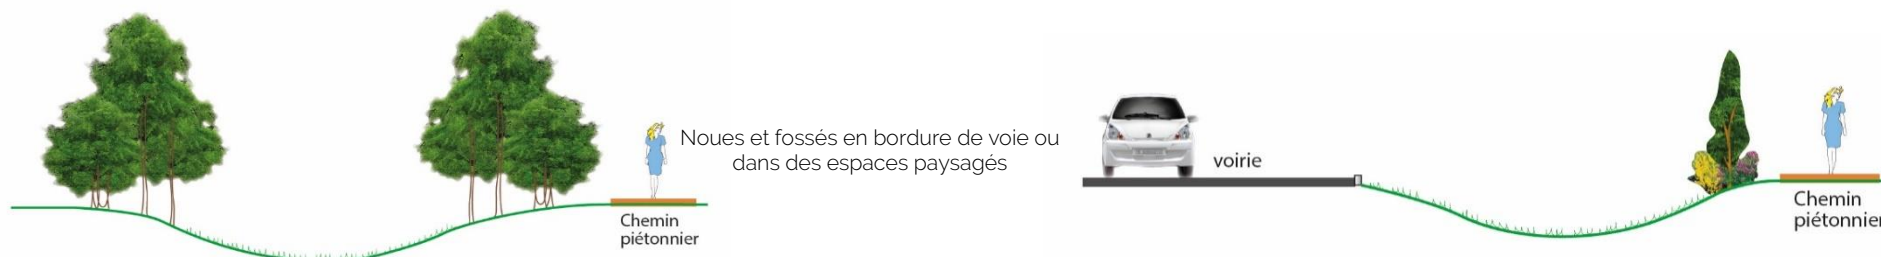 Chemin
piétonnier
Noues et fossés en bordure de voie ou
dans des espaces paysagés
voirie
Chemin
piétonnier